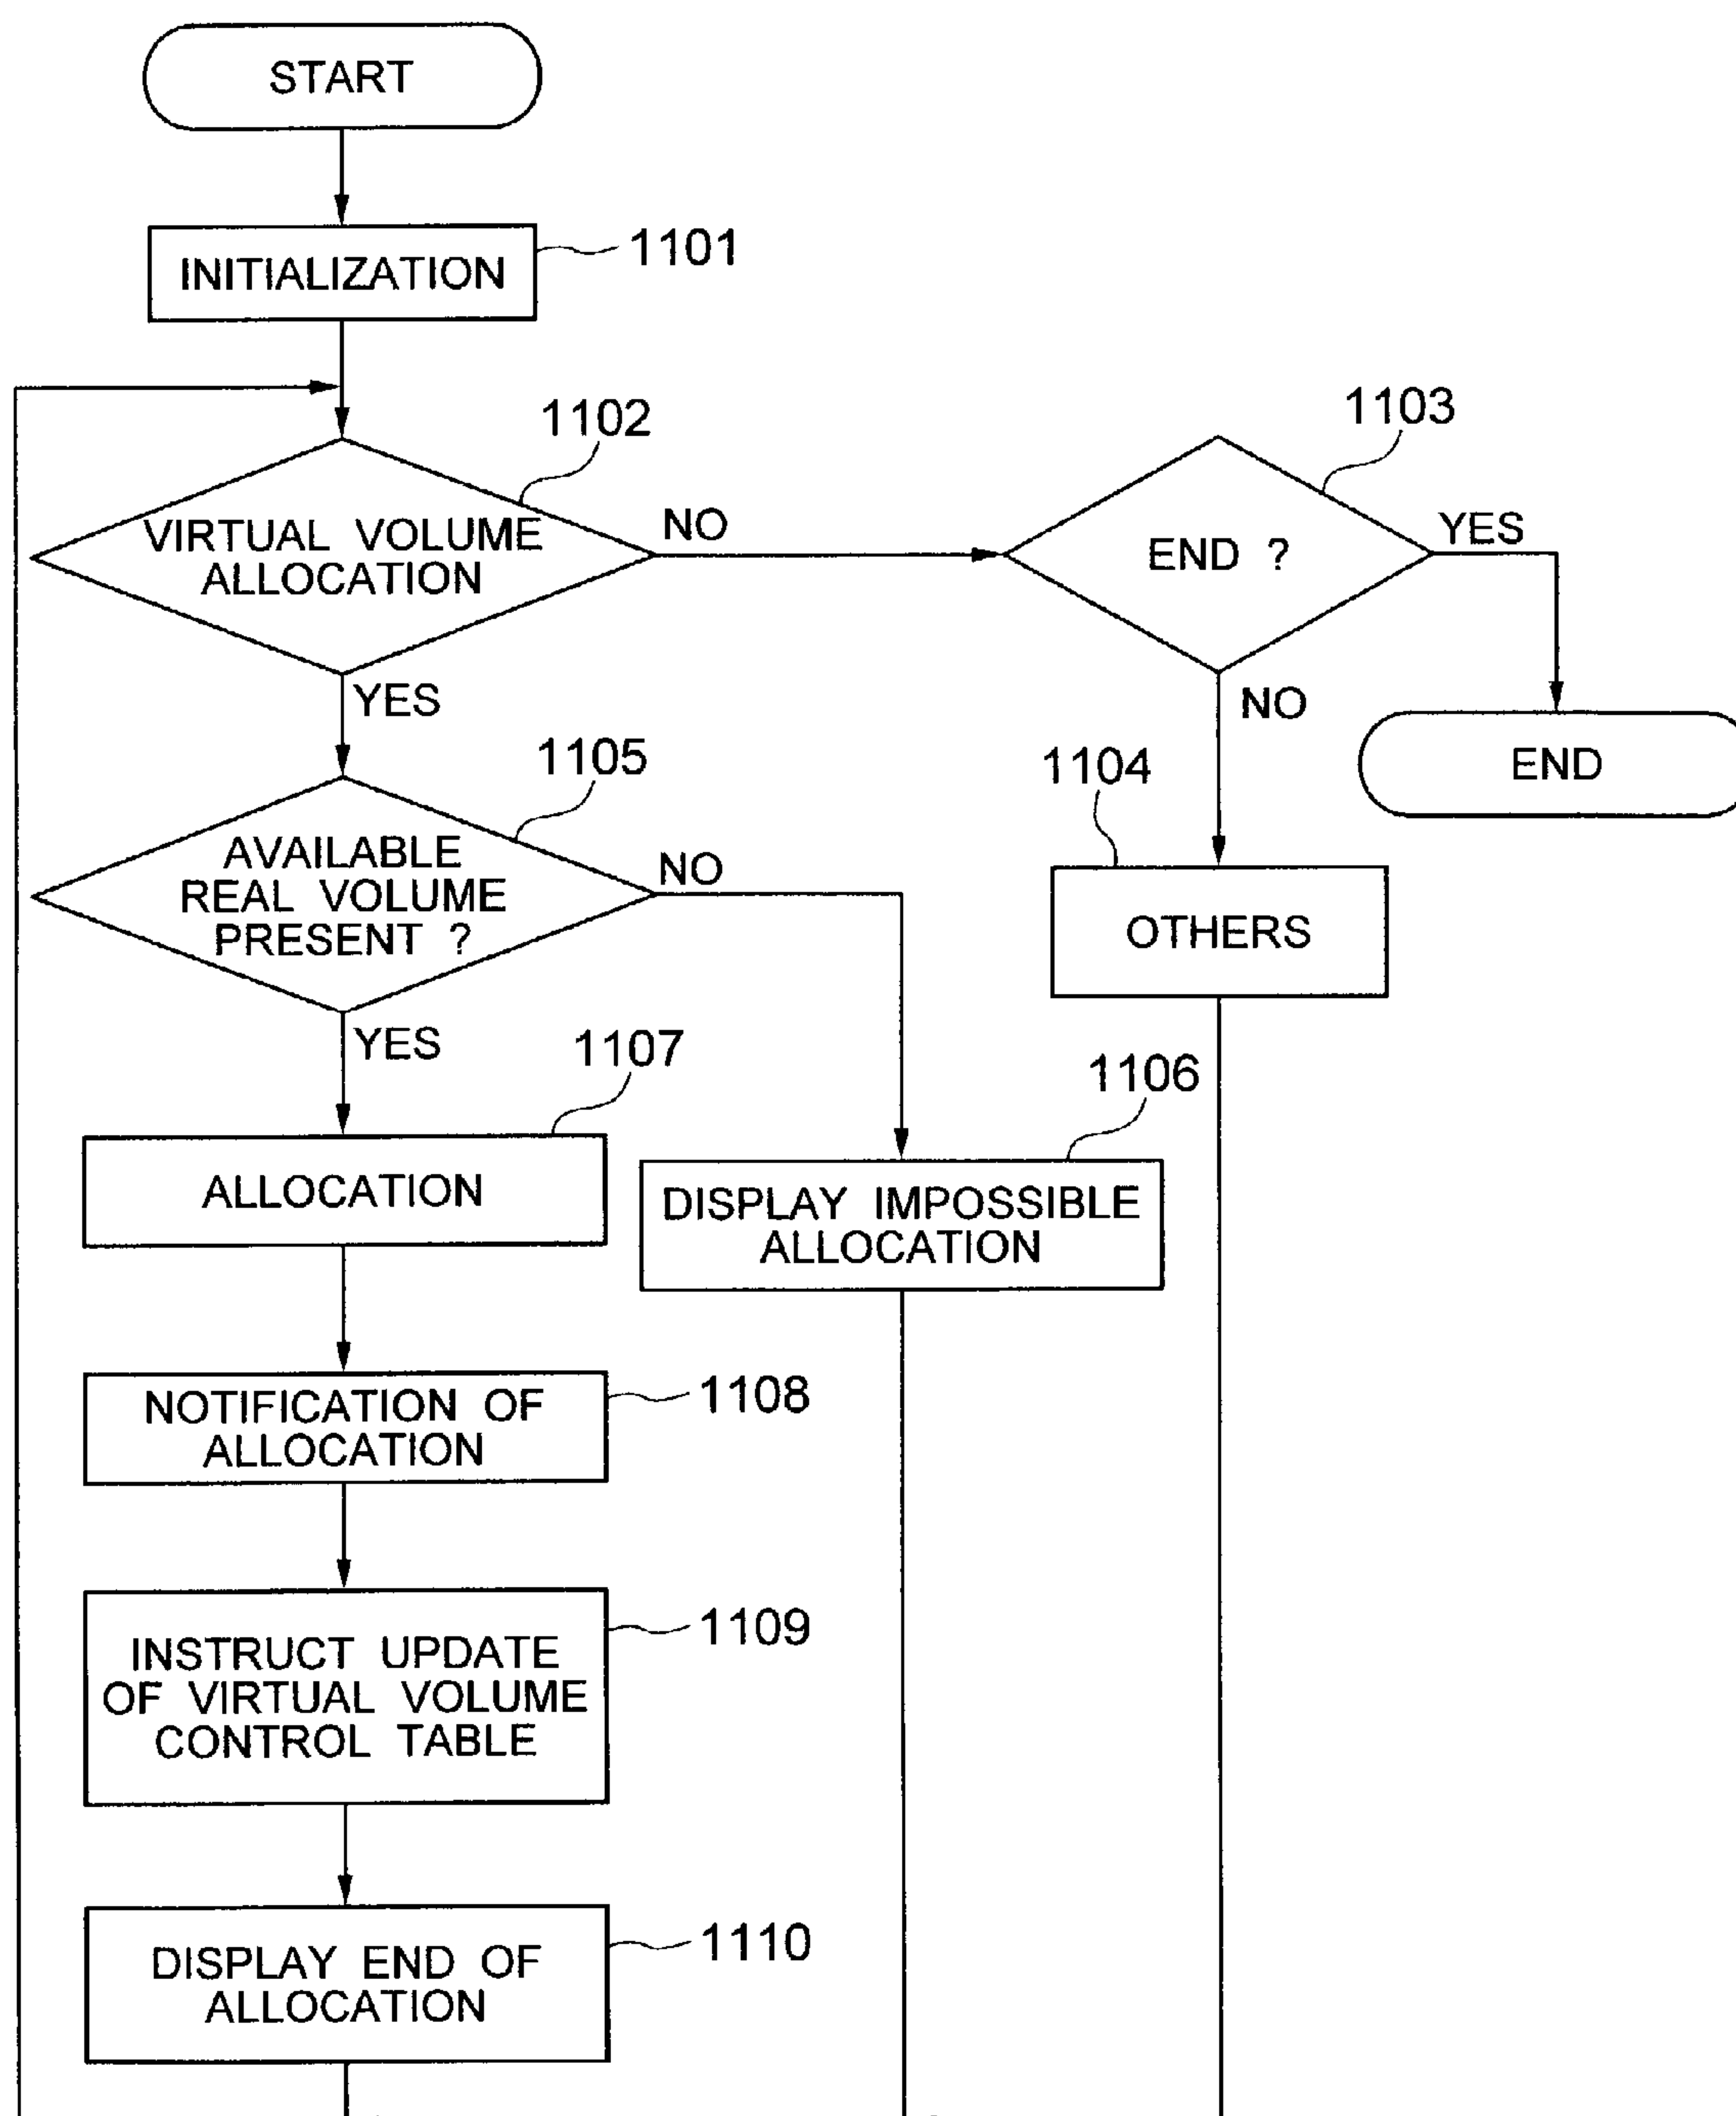 START
INITIALIZATION
1101
1102
VIRTUAL VOLUME
ALLOCATION
NO
YES
1103
END ?
YES
NO
END
1104
OTHERS
1105
AVAILABLE
REAL VOLUME
PRESENT ?
NO
YES
1107
ALLOCATION
1106
DISPLAY IMPOSSIBLE
ALLOCATION
NOTIFICATION OF
ALLOCATION
1108
INSTRUCT UPDATE
OF VIRTUAL VOLUME
CONTROL TABLE
1109
DISPLAY END OF
ALLOCATION
1110